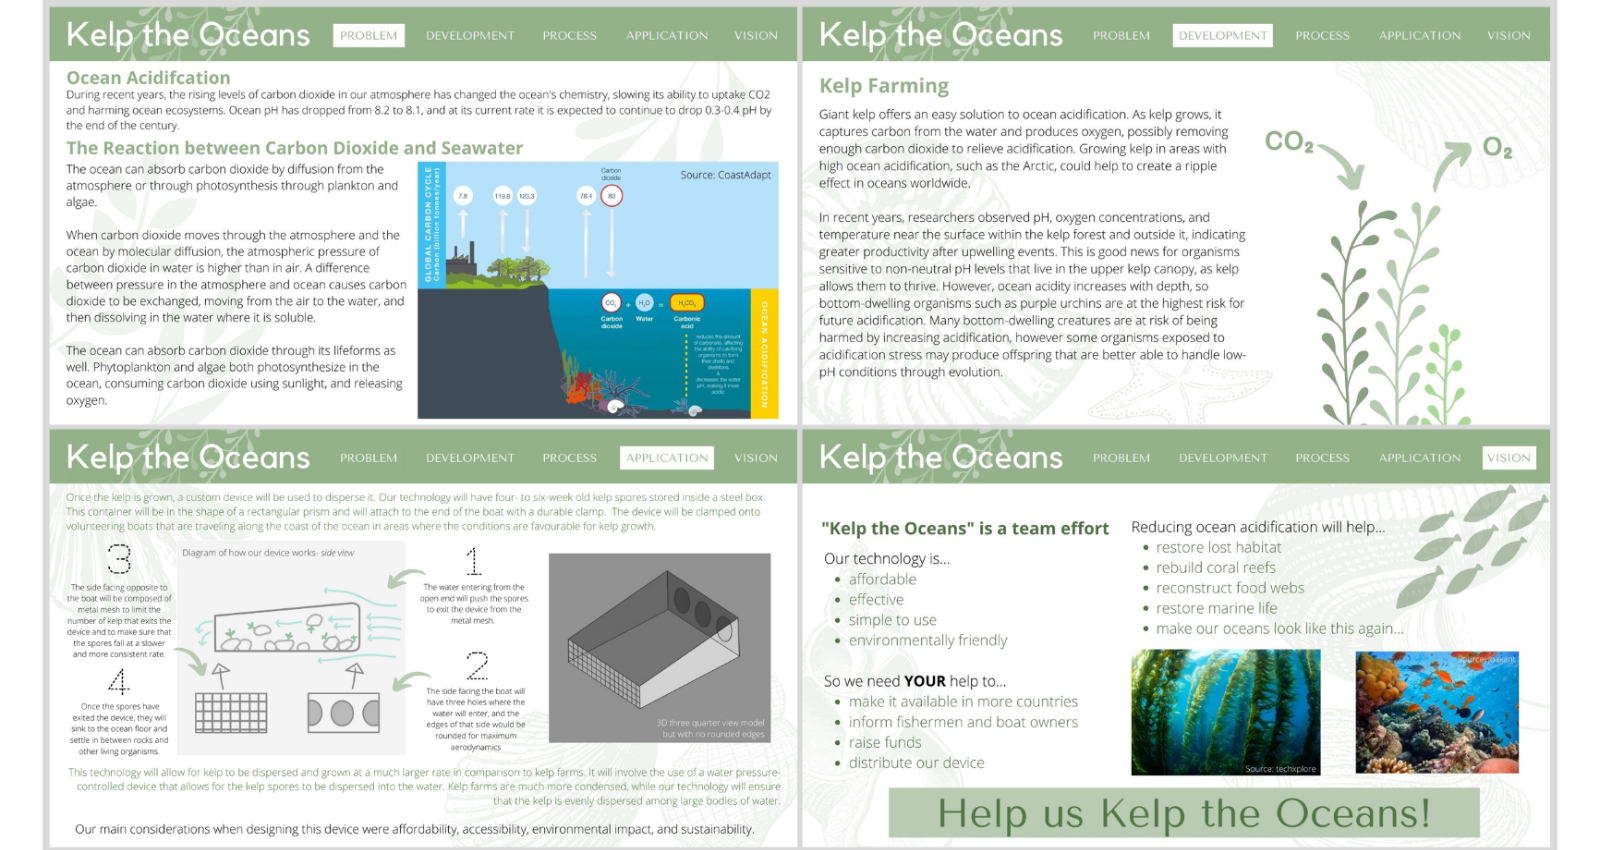 Kelp the Oceans PROBLEM DEVELOPMENT PROCESS APPLICATION VISION
Ocean Acidifcation
During recent years, the rising levels of carbon dioxide in our atmosphere has changed the ocean's chemistry, slowing its ability to uptake CO2
and harming ocean ecosystems. Ocean pH has dropped from 8.2 to 8.1, and at its current rate it is expected to continue to drop 0.3-0.4 pH by
the end of the century.
The Reaction between Carbon Dioxide and Seawater
The ocean can absorb carbon dioxide by diffusion from the
atmosphere or through photosynthesis through plankton and
algae.
When carbon dioxide moves through the atmosphere and the
ocean by molecular diffusion, the atmospheric pressure of
carbon dioxide in water is higher than in air. A difference
between pressure in the atmosphere and ocean causes carbon
dioxide to be exchanged, moving from the air to the water, and
then dissolving in the water where it is soluble.
The ocean can absorb carbon dioxide through its lifeforms as
well. Phytoplankton and algae both photosynthesize in the
ocean, consuming carbon dioxide using sunlight, and releasing
oxygen.
GLOBAL CARBON CYCLE
Carbon (billion tonnes/year)
Source: CoastAdapt
Carbon
dioxide
7.8 119.8 123.3 78.4 80
CO₂ + H₂O = H₂CO₃
Carbon
dioxide
Water
Carbonic
acid
reduces the amount
of carbonate, affecting
the ability of calcifying
organisms to form
their shells and
skeletons
&
decreases the water
pH, making it more
acidic
OCEAN ACIDIFICATION
Kelp the Oceans PROBLEM DEVELOPMENT PROCESS APPLICATION VISION
Kelp Farming
Giant kelp offers an easy solution to ocean acidification. As kelp grows, it
captures carbon from the water and produces oxygen, possibly removing
enough carbon dioxide to relieve acidification. Growing kelp in areas with
high ocean acidification, such as the Arctic, could help to create a ripple
effect in oceans worldwide.
In recent years, researchers observed pH, oxygen concentrations, and
temperature near the surface within the kelp forest and outside it, indicating
greater productivity after upwelling events. This is good news for organisms
sensitive to non-neutral pH levels that live in the upper kelp canopy, as kelp
allows them to thrive. However, ocean acidity increases with depth, so
bottom-dwelling organisms such as purple urchins are at the highest risk for
future acidification. Many bottom-dwelling creatures are at risk of being
harmed by increasing acidification, however some organisms exposed to
acidification stress may produce offspring that are better able to handle low-
pH conditions through evolution.
CO₂ O₂
Kelp the Oceans PROBLEM DEVELOPMENT PROCESS APPLICATION VISION
Once the kelp is grown, a custom device will be used to disperse it. Our technology will have four- to six-week old kelp spores stored inside a steel box.
This container will be in the shape of a rectangular prism and will attach to the end of the boat with a durable clamp. The device will be clamped onto
volunteering boats that are traveling along the coast of the ocean in areas where the conditions are favourable for kelp growth.
3
The side facing opposite to
the boat will be composed of
metal mesh to limit the
number of kelp that exits the
device and to make sure that
the spores fall at a slower
and more consistent rate.
4
Once the spores have
exited the device, they will
sink to the ocean floor and
settle in between rocks and
other living organisms.
Diagram of how our device works- side view
1
The water entering from the
open end will push the spores
to exit the device from the
metal mesh.
2
The side facing the boat will
have three holes where the
water will enter, and the
edges of that side would be
rounded for maximum
aerodynamics
3D three quarter view model
but with no rounded edges
This technology will allow for kelp to be dispersed and grown at a much larger rate in comparison to kelp farms. It will involve the use of a water pressure-
controlled device that allows for the kelp spores to be dispersed into the water. Kelp farms are much more condensed, while our technology will ensure
that the kelp is evenly dispersed among large bodies of water.
Our main considerations when designing this device were affordability, accessibility, environmental impact, and sustainability.
Kelp the Oceans PROBLEM DEVELOPMENT PROCESS APPLICATION VISION
"Kelp the Oceans" is a team effort
Our technology is...
• affordable
• effective
• simple to use
• environmentally friendly
So we need YOUR help to...
• make it available in more countries
• inform fishermen and boat owners
• raise funds
• distribute our device
Reducing ocean acidification will help...
• restore lost habitat
• rebuild coral reefs
• reconstruct food webs
• restore marine life
• make our oceans look like this again...
Source: techxplore
Help us Kelp the Oceans!